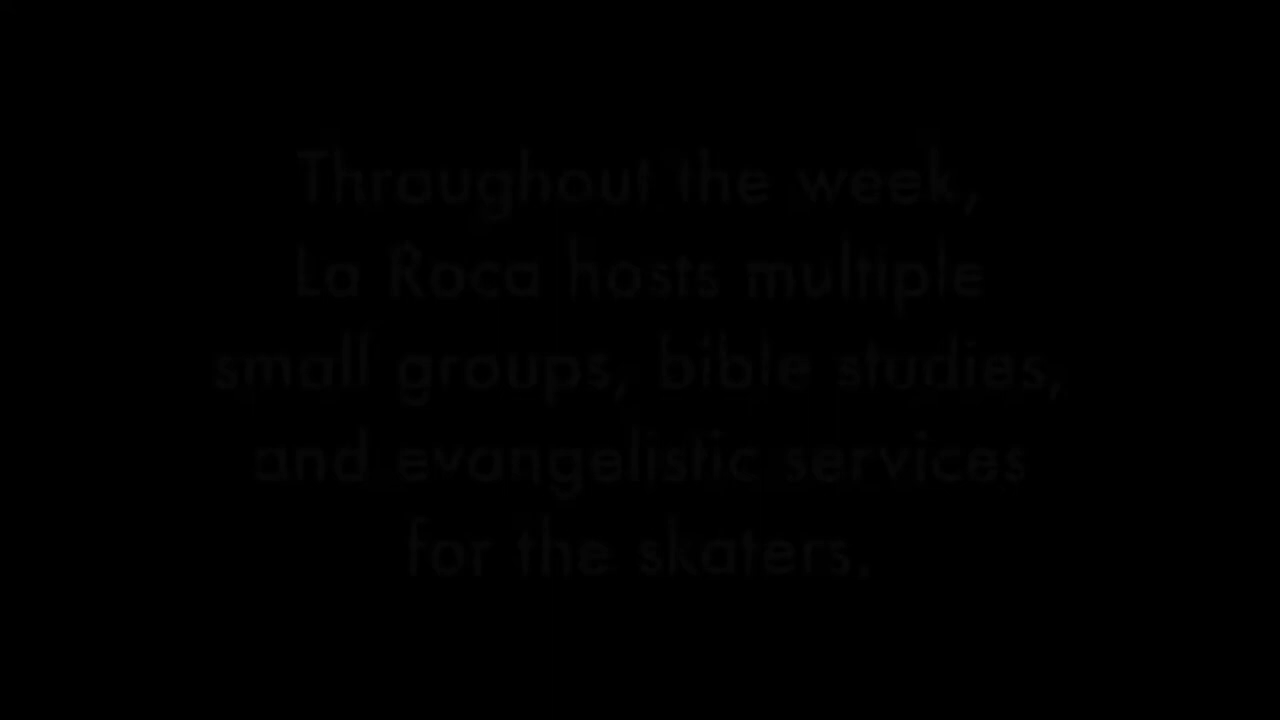 Throughout the week,
La Roca hosts multiple
small groups, bible studies,
and evangelistic services
for the skaters.